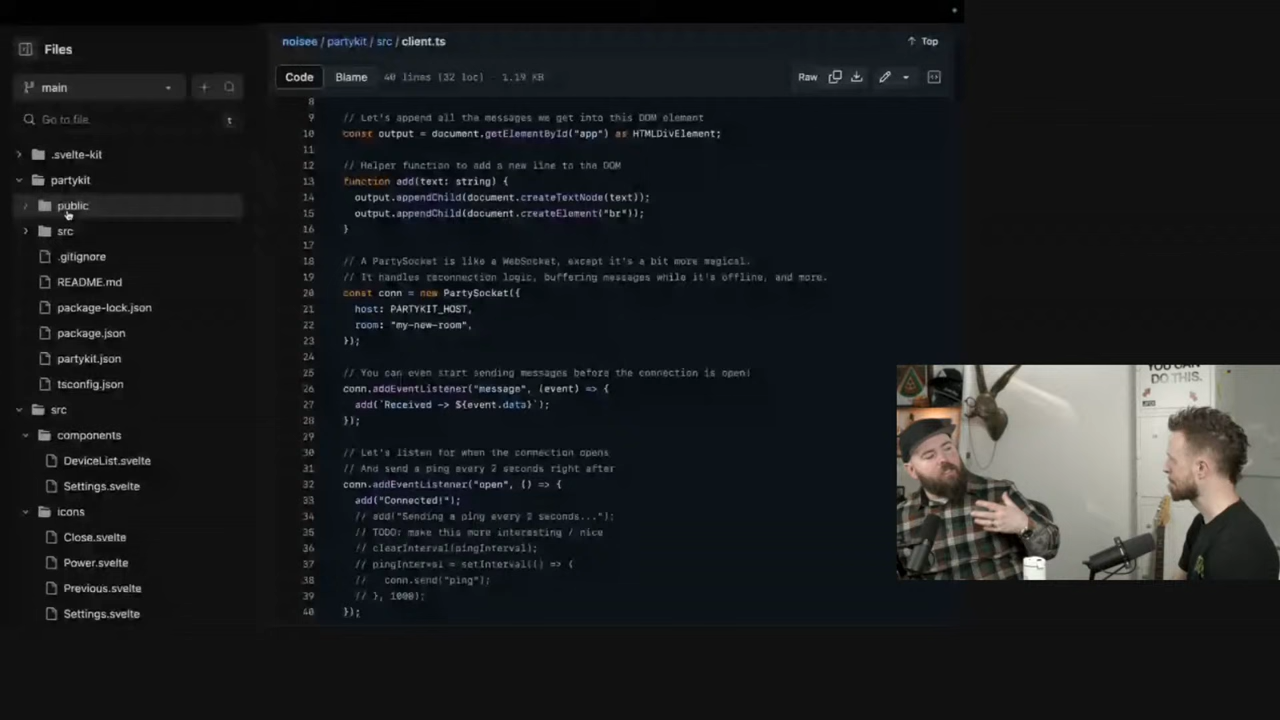 Files
main
Go to file
t
.svelte-kit
partykit
public
src
.gitignore
README.md
package-lock.json
package.json
partykit.json
tsconfig.json
src
components
DeviceList.svelte
Settings.svelte
icons
Close.svelte
Power.svelte
Previous.svelte
Settings.svelte
noisee / partykit / src / client.ts
Top
Code Blame 40 lines (32 loc) · 1.19 KB
Raw
8
9 // Let's append all the messages we get into this DOM element
10 const output = document.getElementById("app") as HTMLDivElement;
11
12 // Helper function to add a new line to the DOM
13 function add(text: string) {
14 output.appendChild(document.createTextNode(text));
15 output.appendChild(document.createElement("br"));
16 }
17
18 // A PartySocket is like a WebSocket, except it's a bit more magical.
19 // It handles reconnection logic, buffering messages while it's offline, and more.
20 const conn = new PartySocket({
21 host: PARTYKIT_HOST,
22 room: "my-new-room",
23 });
24
25 // You can even start sending messages before the connection is open!
26 conn.addEventListener("message", (event) => {
27 add(`Received -> ${event.data}`);
28 });
29
30 // Let's listen for when the connection opens
31 // And send a ping every 2 seconds right after
32 conn.addEventListener("open", () => {
33 add("Connected!");
34 // add("Sending a ping every 2 seconds...");
35 // TODO: make this more interesting / nice
36 // clearInterval(pingInterval);
37 // pingInterval = setInterval(() => {
38 // conn.send("ping");
39 // }, 1000);
40 });
YOU CAN
DO THIS.